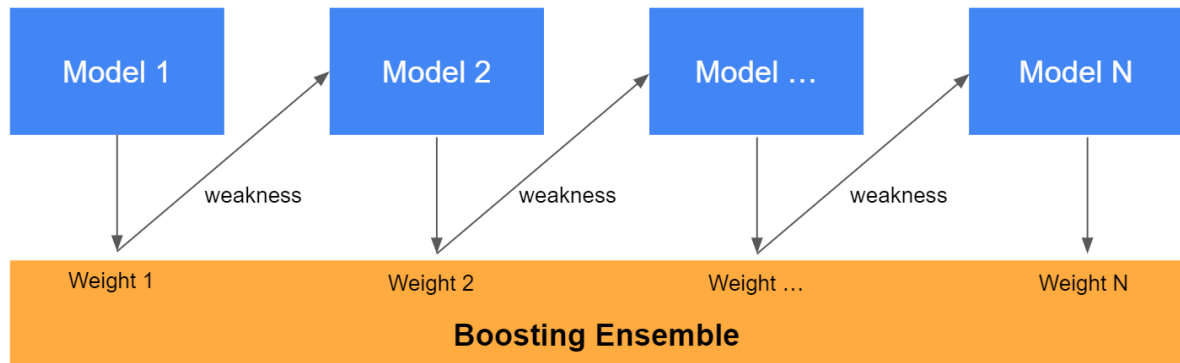 Model 1
Model 2
Model …
Model N
weakness
weakness
weakness
Weight 1
Weight 2
Weight …
Weight N
Boosting Ensemble